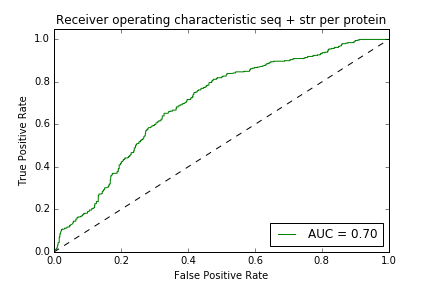 Receiver operating characteristic seq + str per protein
1.0
0.8
0.6
0.4
0.2
0.0
True Positive Rate
0.0 0.2 0.4 0.6 0.8 1.0
False Positive Rate
AUC = 0.70